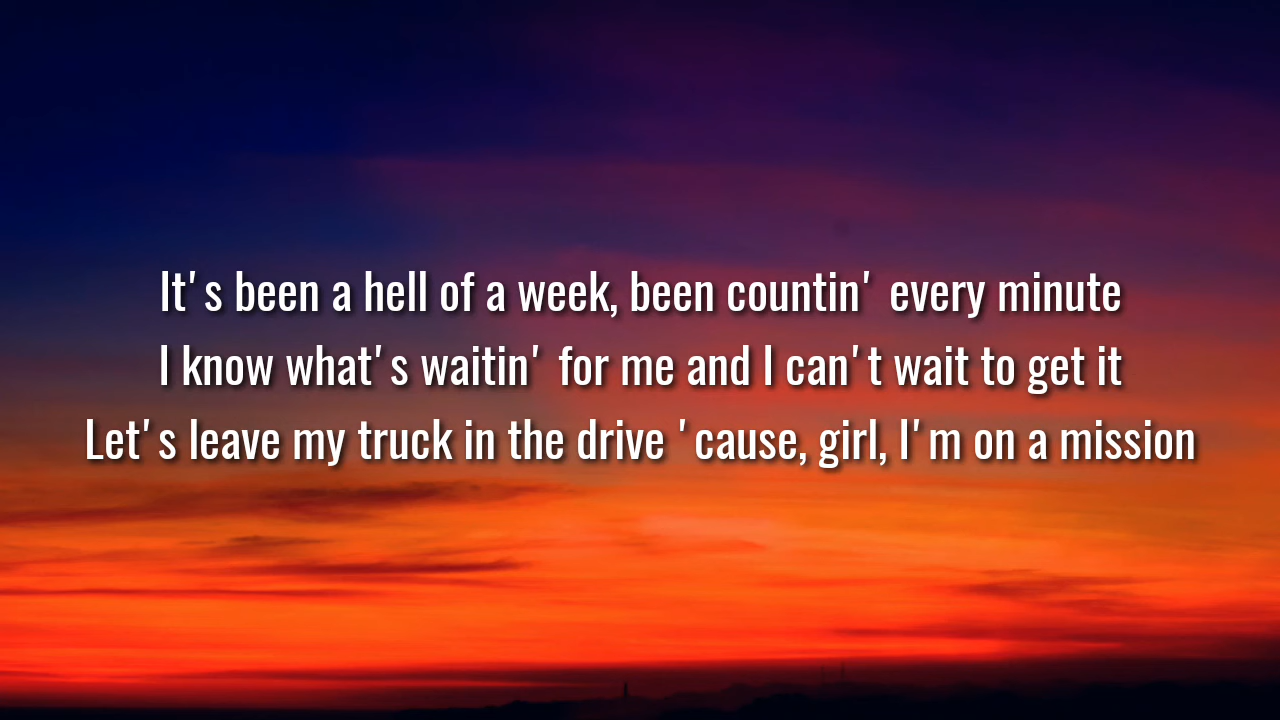 It's been a hell of a week, been countin' every minute
I know what's waitin' for me and I can't wait to get it
Let's leave my truck in the drive 'cause, girl, I'm on a mission